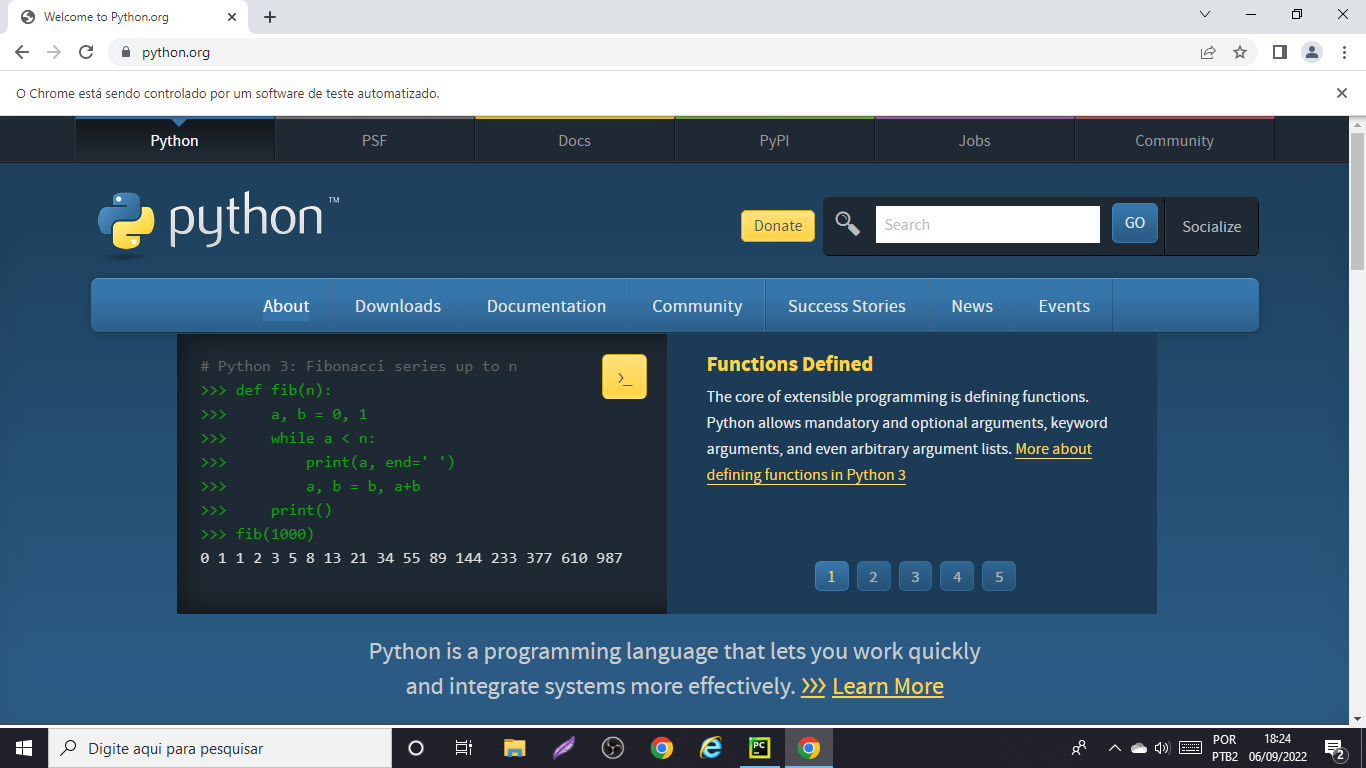 Welcome to Python.org
python.org
O Chrome está sendo controlado por um software de teste automatizado.
Python PSF Docs PyPI Jobs Community
python™
Donate Search GO Socialize
About Downloads Documentation Community Success Stories News Events
# Python 3: Fibonacci series up to n
>>> def fib(n):
>>>     a, b = 0, 1
>>>     while a < n:
>>>         print(a, end=' ')
>>>         a, b = b, a+b
>>>     print()
>>> fib(1000)
0 1 1 2 3 5 8 13 21 34 55 89 144 233 377 610 987
>_
Functions Defined
The core of extensible programming is defining functions.
Python allows mandatory and optional arguments, keyword
arguments, and even arbitrary argument lists. More about
defining functions in Python 3
1 2 3 4 5
Python is a programming language that lets you work quickly
and integrate systems more effectively. >>> Learn More
Digite aqui para pesquisar
PC
POR
PTB2
18:24
06/09/2022
2